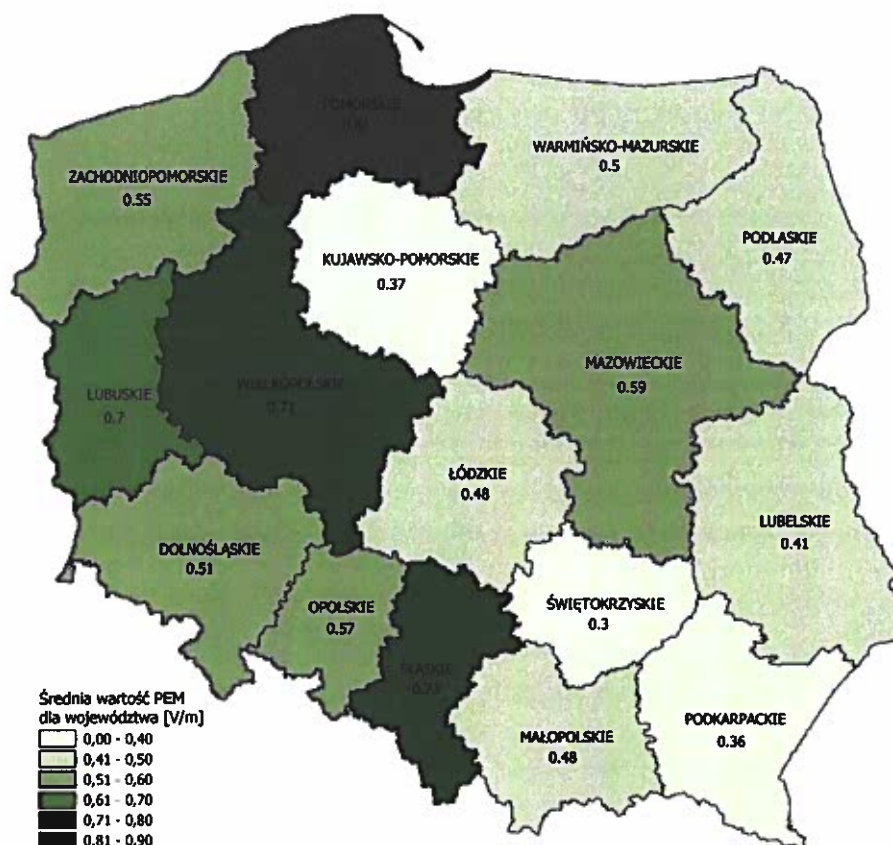 POMORSKIE
ZACHODNIOPOMORSKIE
0.55
WARMIŃSKO-MAZURSKIE
0.5
PODLASKIE
0.47
KUJAWSKO-POMORSKIE
0.37
MAZOWIECKIE
0.59
WIELKOPOLSKIE
0.71
LUBUSKIE
0.7
ŁÓDZKIE
0.48
LUBELSKIE
0.41
DOLNOŚLĄSKIE
0.51
OPOLSKIE
0.57
ŚWIĘTOKRZYSKIE
0.3
ŚLĄSKIE
0.73
MAŁOPOLSKIE
0.48
PODKARPACKIE
0.36
Średnia wartość PEM
dla województwa [V/m]
0,00 - 0,40
0,41 - 0,50
0,51 - 0,60
0,61 - 0,70
0,71 - 0,80
0,81 - 0,90